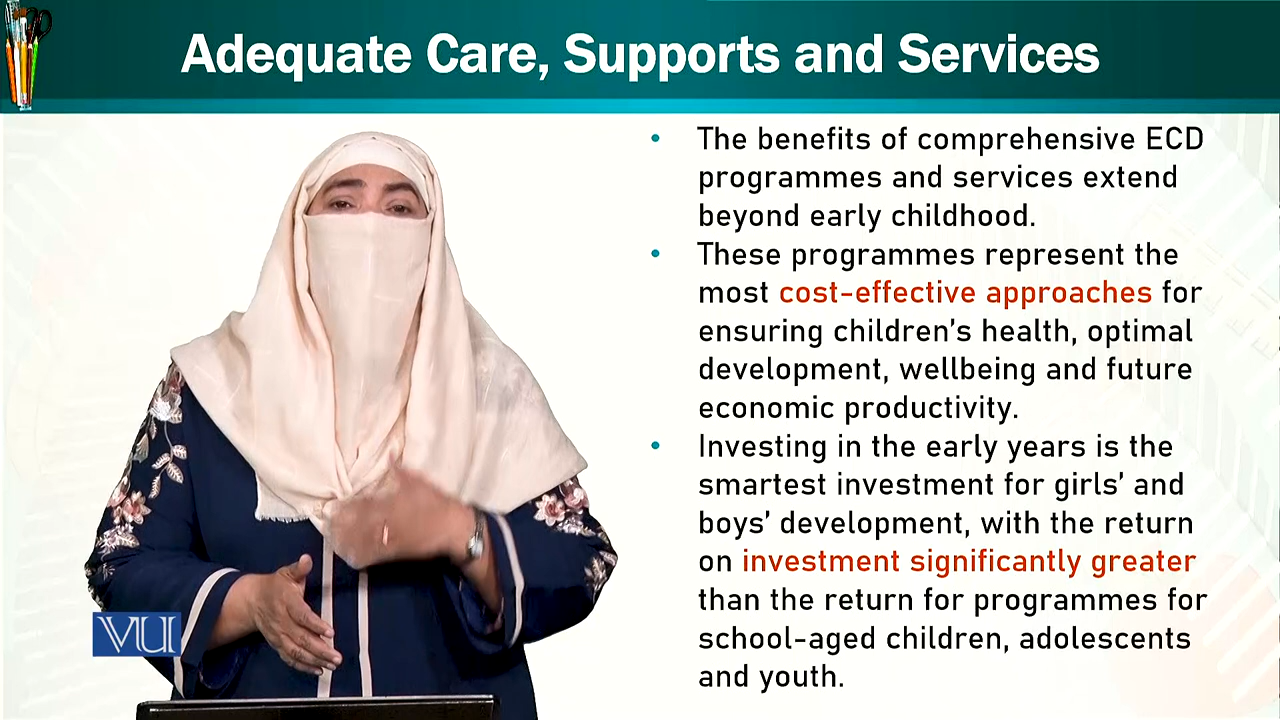 Adequate Care, Supports and Services
• The benefits of comprehensive ECD
programmes and services extend
beyond early childhood.
• These programmes represent the
most cost-effective approaches for
ensuring children's health, optimal
development, wellbeing and future
economic productivity.
• Investing in the early years is the
smartest investment for girls' and
boys' development, with the return
on investment significantly greater
than the return for programmes for
school-aged children, adolescents
and youth.
VU